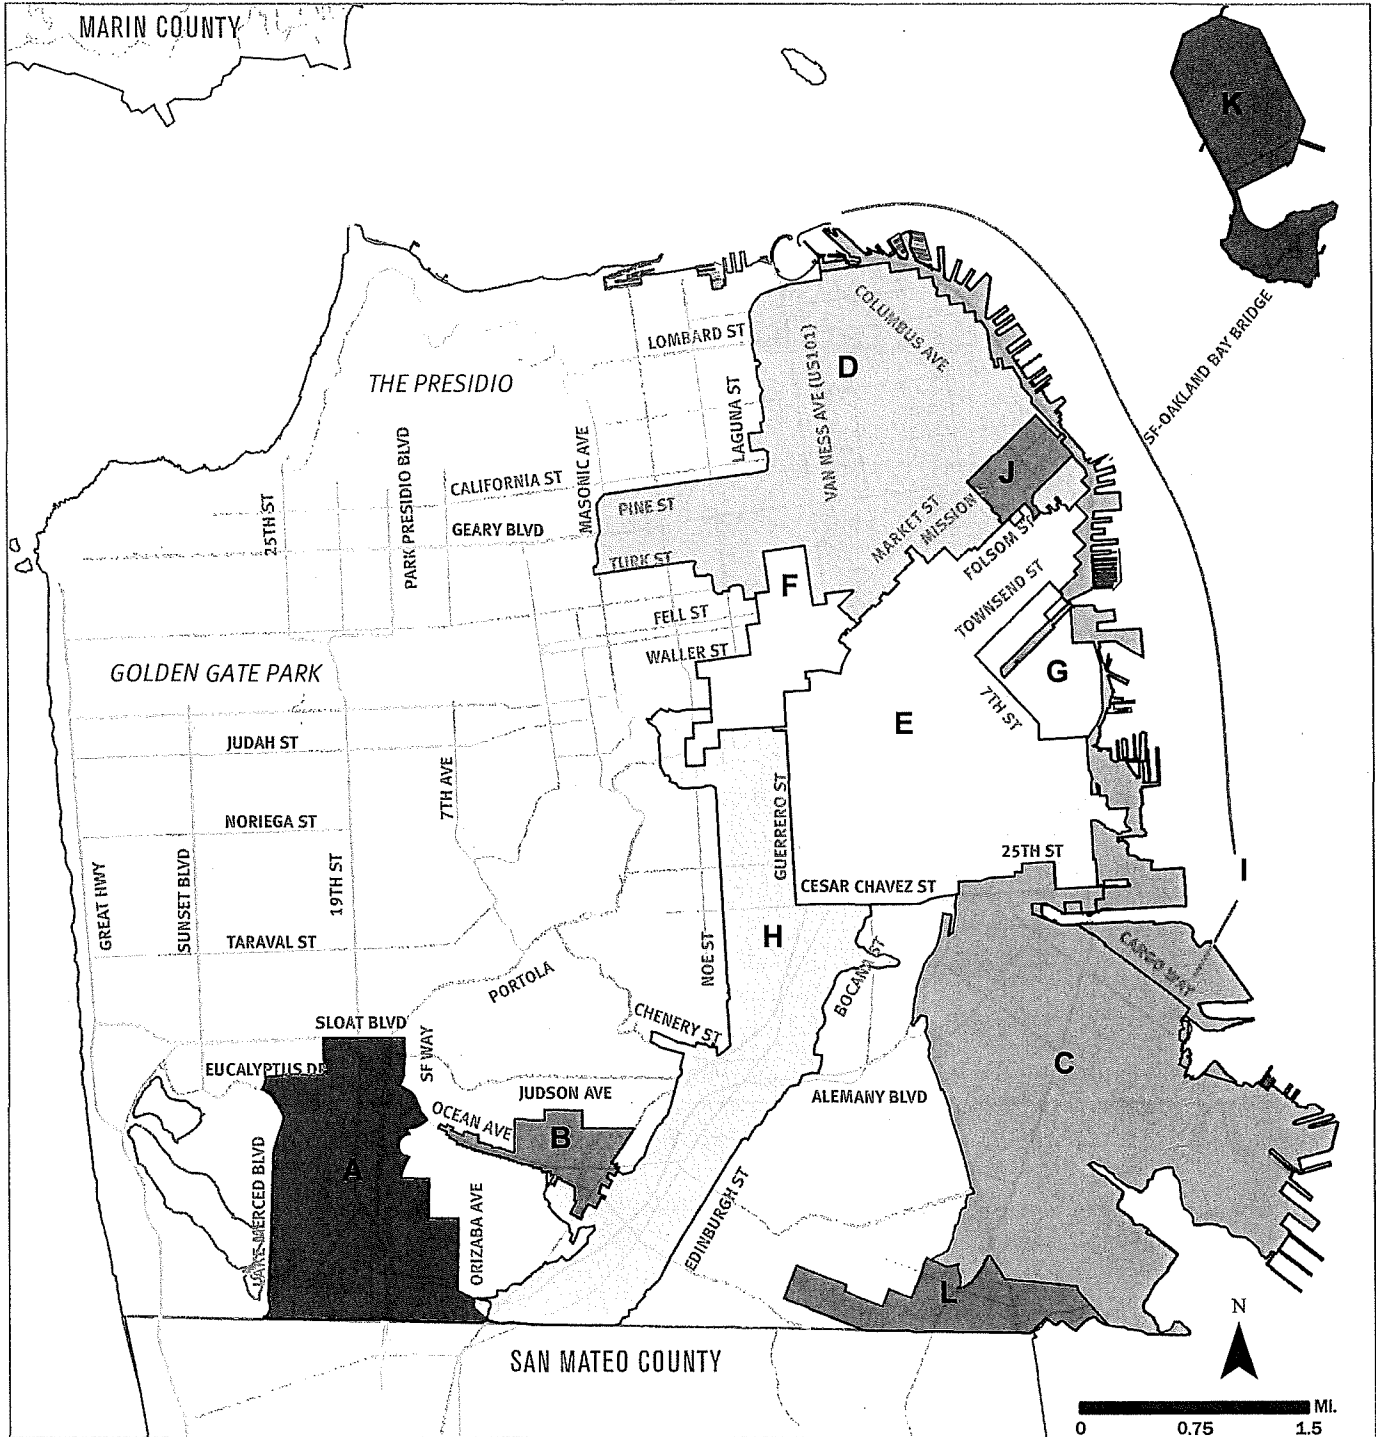 MARIN COUNTY
K
SF-OAKLAND BAY BRIDGE
COLUMBUS AVE
LOMBARD ST
VAN NESS AVE (US101)
D
THE PRESIDIO
LAGUNA ST
MASONIC AVE
PARK PRESIDIO BLVD
CALIFORNIA ST
J
25TH ST
PINE ST
MARKET ST
MISSION S
GEARY BLVD
FOLSOM ST
TURK ST
F
TOWNSEND ST
FELL ST
WALLER ST
GOLDEN GATE PARK
G
7TH ST
E
JUDAH ST
7TH AVE
GUERRERO ST
NORIEGA ST
25TH ST
I
GREAT HWY
SUNSET BLVD
19TH ST
CESAR CHAVEZ ST
TARAVAL ST
H
NOE ST
BOCANA ST
CARGO WAY
PORTOLA
CHENERY ST
SLOAT BLVD
SF WAY
C
EUCALYPTUS DR
JUDSON AVE
ALEMANY BLVD
OCEAN AVE
B
A
LAKE MERCED BLVD
ORIZABA AVE
EDINBURGH ST
L
N
SAN MATEO COUNTY
MI.
0 0.75 1.5